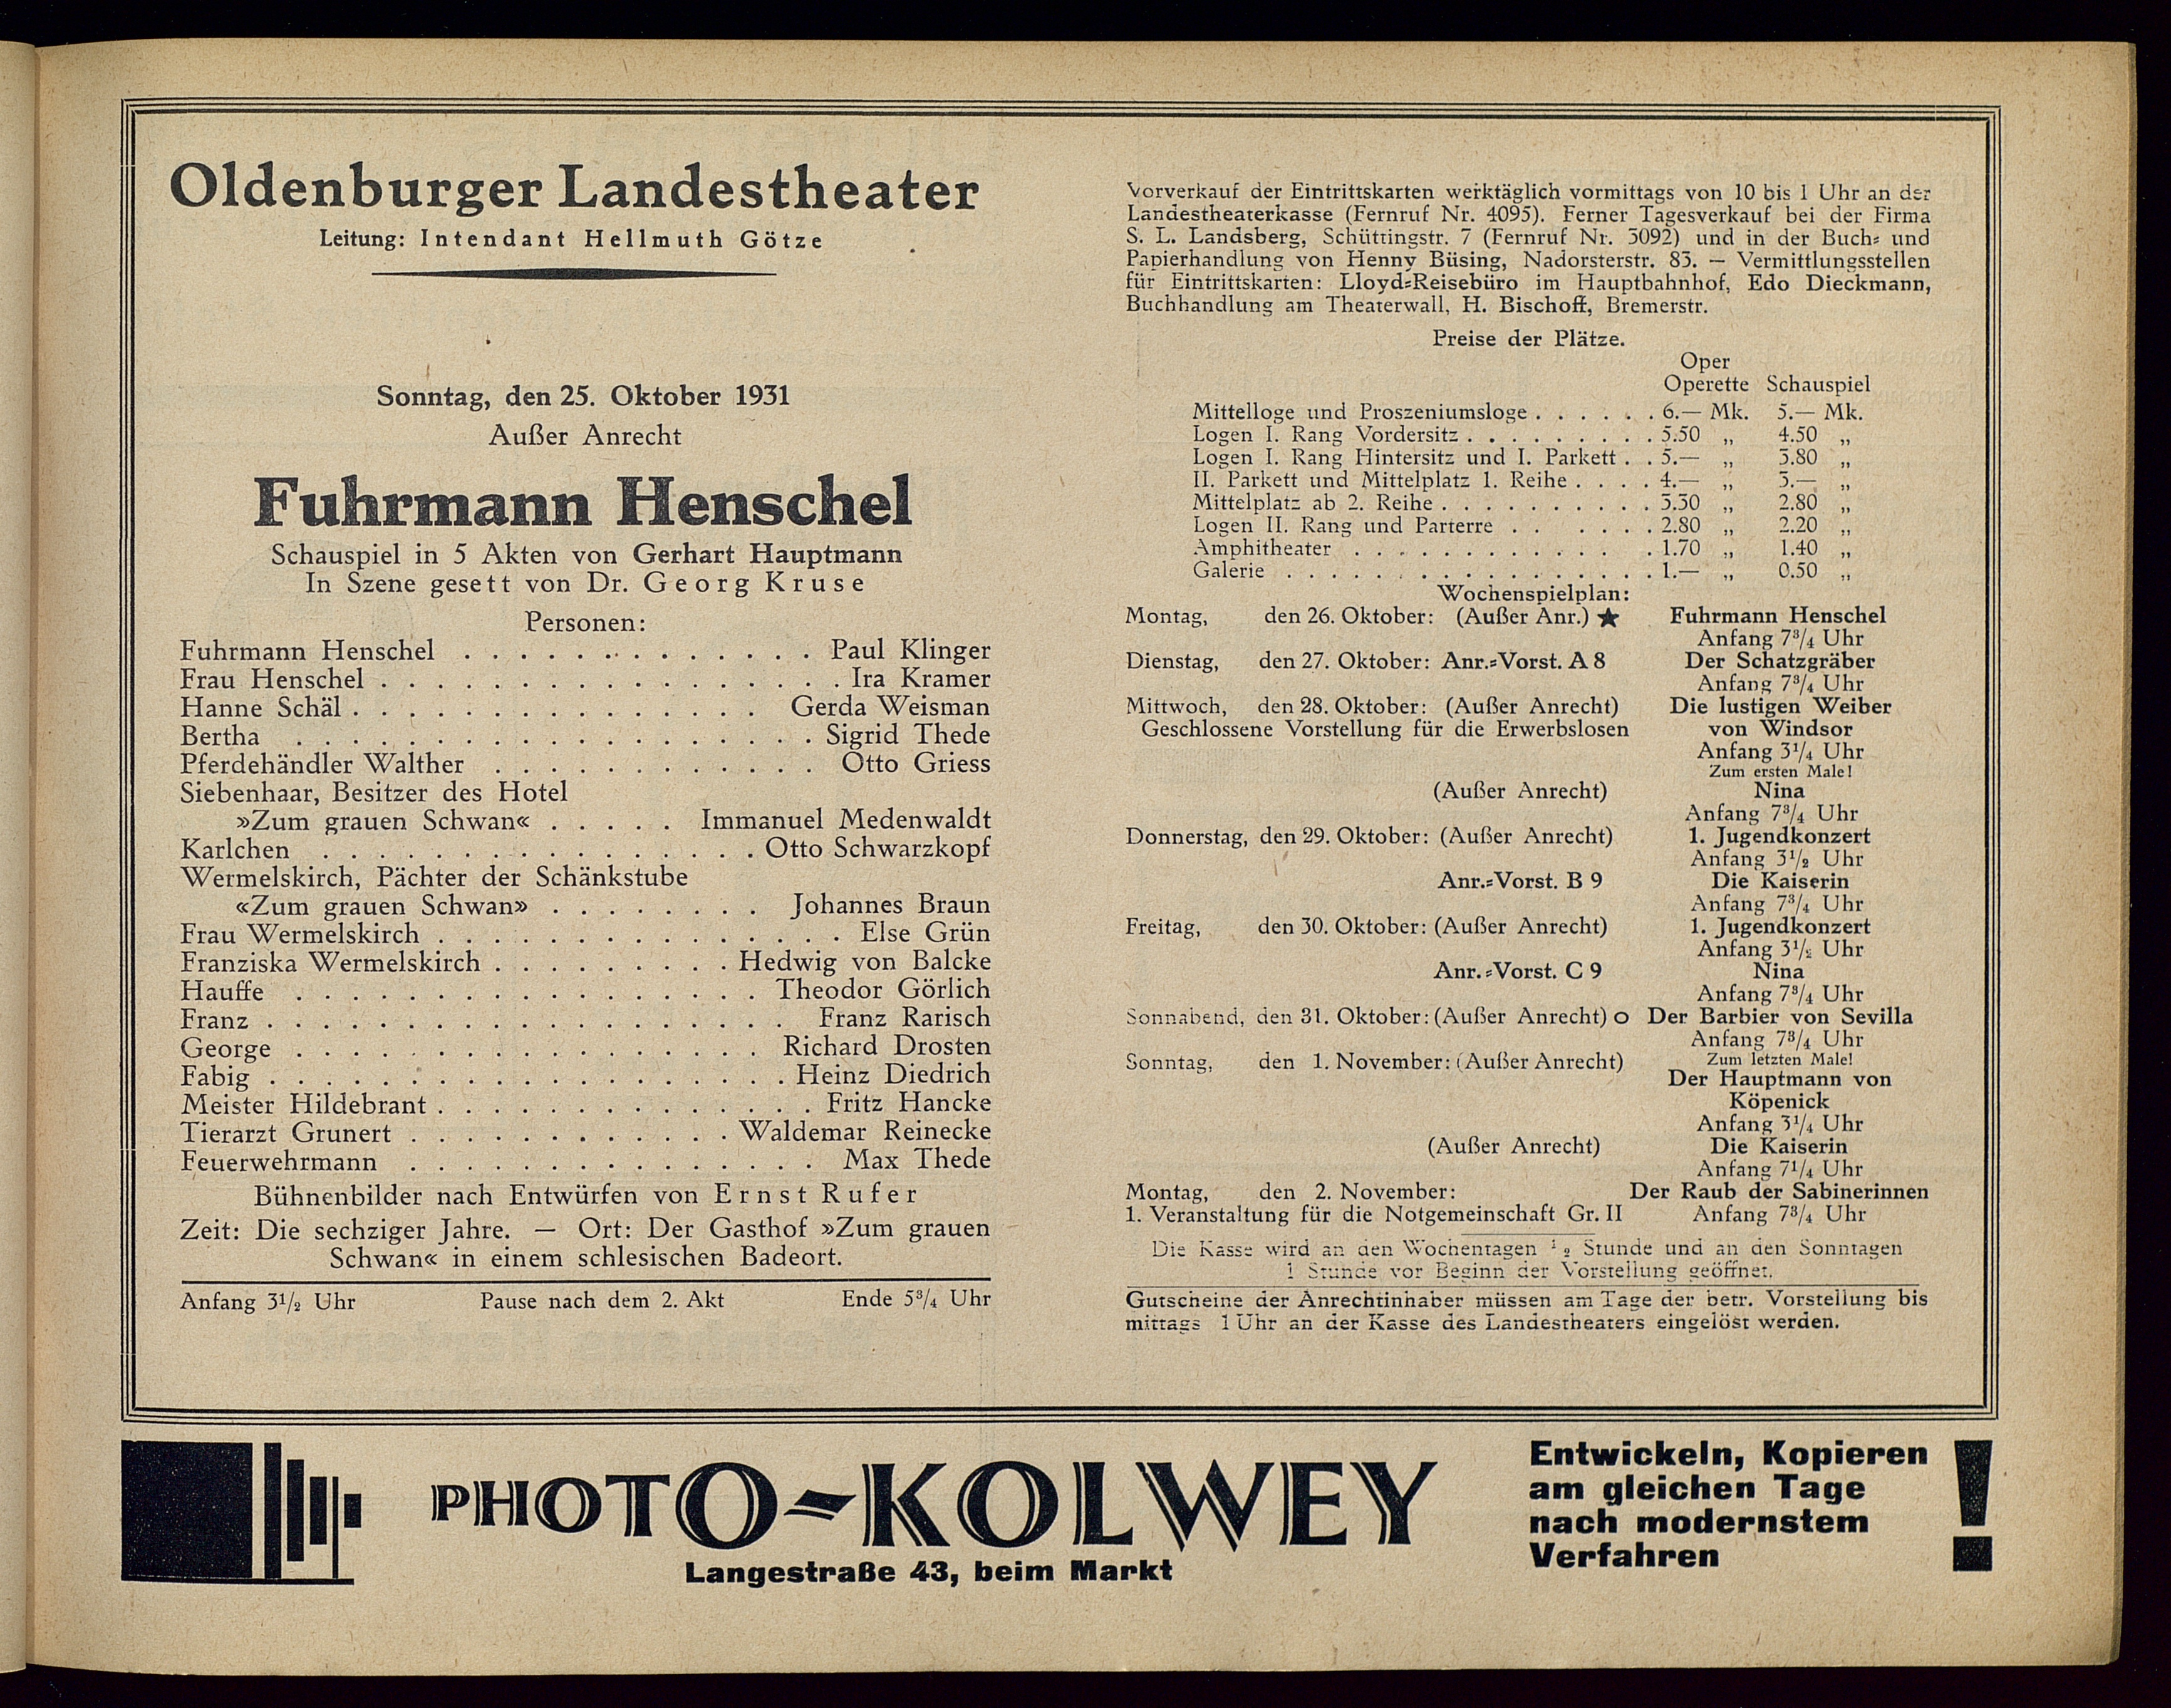 Oldenburger Landestheater
Leitung: Intendant Hellmuth Götze
Sonntag, den 25. Oktober 1931
Außer Anrecht
Fuhrmann Henschel
Schauspiel in 5 Akten von Gerhart Hauptmann
In Szene gesett von Dr. Georg Kruse
Personen:
Fuhrmann Henschel . . . . . . . . . . . . . Paul Klinger
Frau Henschel . . . . . . . . . . . . . . . . . Ira Kramer
Hanne Schäl . . . . . . . . . . . . . . . Gerda Weisman
Bertha . . . . . . . . . . . . . . . . . . . Sigrid Thede
Pferdehändler Walther . . . . . . . . . . . . . Otto Griess
Siebenhaar, Besitzer des Hotel
»Zum grauen Schwan« . . . . . Immanuel Medenwaldt
Karlchen . . . . . . . . . . . . . . . . Otto Schwarzkopf
Wermelskirch, Pächter der Schänkstube
«Zum grauen Schwan» . . . . . . . . Johannes Braun
Frau Wermelskirch . . . . . . . . . . . . . . . Else Grün
Franziska Wermelskirch . . . . . . . . . Hedwig von Balcke
Hauffe . . . . . . . . . . . . . . . . . Theodor Görlich
Franz . . . . . . . . . . . . . . . . . . . Franz Rarisch
George . . . . . . . . . . . . . . . . . Richard Drosten
Fabig . . . . . . . . . . . . . . . . . . . Heinz Diedrich
Meister Hildebrant . . . . . . . . . . . . . . Fritz Hancke
Tierarzt Grunert . . . . . . . . . . . . Waldemar Reinecke
Feuerwehrmann . . . . . . . . . . . . . . . Max Thede
Bühnenbilder nach Entwürfen von Ernst Rufer
Zeit: Die sechziger Jahre. — Ort: Der Gasthof »Zum grauen
Schwan« in einem schlesischen Badeort.
Anfang 3½ Uhr Pause nach dem 2. Akt Ende 5¾ Uhr
Vorverkauf der Eintrittskarten werktäglich vormittags von 10 bis 1 Uhr an der
Landestheaterkasse (Fernruf Nr. 4095). Ferner Tagesverkauf bei der Firma
S. L. Landsberg, Schüttingstr. 7 (Fernruf Nr. 3092) und in der Buch= und
Papierhandlung von Henny Büsing, Nadorsterstr. 83. — Vermittlungsstellen
für Eintrittskarten: Lloyd=Reisebüro im Hauptbahnhof, Edo Dieckmann,
Buchhandlung am Theaterwall, H. Bischoff, Bremerstr.
Preise der Plätze.
Oper
Operette Schauspiel
Mittelloge und Proszeniumsloge . . . . . . 6.— Mk. 5.— Mk.
Logen I. Rang Vordersitz . . . . . . . . . 5.50 „ 4.50 „
Logen I. Rang Hintersitz und I. Parkett . . 5.— „ 3.80 „
II. Parkett und Mittelplatz 1. Reihe . . . . 4.— „ 3.— „
Mittelplatz ab 2. Reihe . . . . . . . . . . 3.30 „ 2.80 „
Logen II. Rang und Parterre . . . . . . . 2.80 „ 2.20 „
Amphitheater . . . . . . . . . . . . 1.70 „ 1.40 „
Galerie . . . . . . . . . . . . . . . . 1.— „ 0.50 „
Wochenspielplan:
Montag, den 26. Oktober: (Außer Anr.) ★ Fuhrmann Henschel
Anfang 7¾ Uhr
Dienstag, den 27. Oktober: Anr.=Vorst. A 8 Der Schatzgräber
Anfang 7¾ Uhr
Mittwoch, den 28. Oktober: (Außer Anrecht) Die lustigen Weiber
Geschlossene Vorstellung für die Erwerbslosen von Windsor
Anfang 3¼ Uhr
Zum ersten Male!
(Außer Anrecht) Nina
Anfang 7¾ Uhr
Donnerstag, den 29. Oktober: (Außer Anrecht) 1. Jugendkonzert
Anfang 3½ Uhr
Anr.=Vorst. B 9 Die Kaiserin
Anfang 7¾ Uhr
Freitag, den 30. Oktober: (Außer Anrecht) 1. Jugendkonzert
Anfang 3½ Uhr
Anr.=Vorst. C 9 Nina
Anfang 7¾ Uhr
Sonnabend, den 31. Oktober: (Außer Anrecht) o Der Barbier von Sevilla
Anfang 7¾ Uhr
Zum letzten Male!
Sonntag, den 1. November: (Außer Anrecht)
Der Hauptmann von
Köpenick
Anfang 3¼ Uhr
(Außer Anrecht) Die Kaiserin
Anfang 7¼ Uhr
Montag, den 2. November: Der Raub der Sabinerinnen
1. Veranstaltung für die Notgemeinschaft Gr. II Anfang 7¾ Uhr
Die Kasse wird an den Wochentagen ½ Stunde und an den Sonntagen
1 Stunde vor Beginn der Vorstellung geöffnet.
Gutscheine der Anrechtinhaber müssen am Tage der betr. Vorstellung bis
mittags 1 Uhr an der Kasse des Landestheaters eingelöst werden.
PHOTO=KOLWEY
Langestraße 43, beim Markt
Entwickeln, Kopieren
am gleichen Tage
nach modernstem
Verfahren !